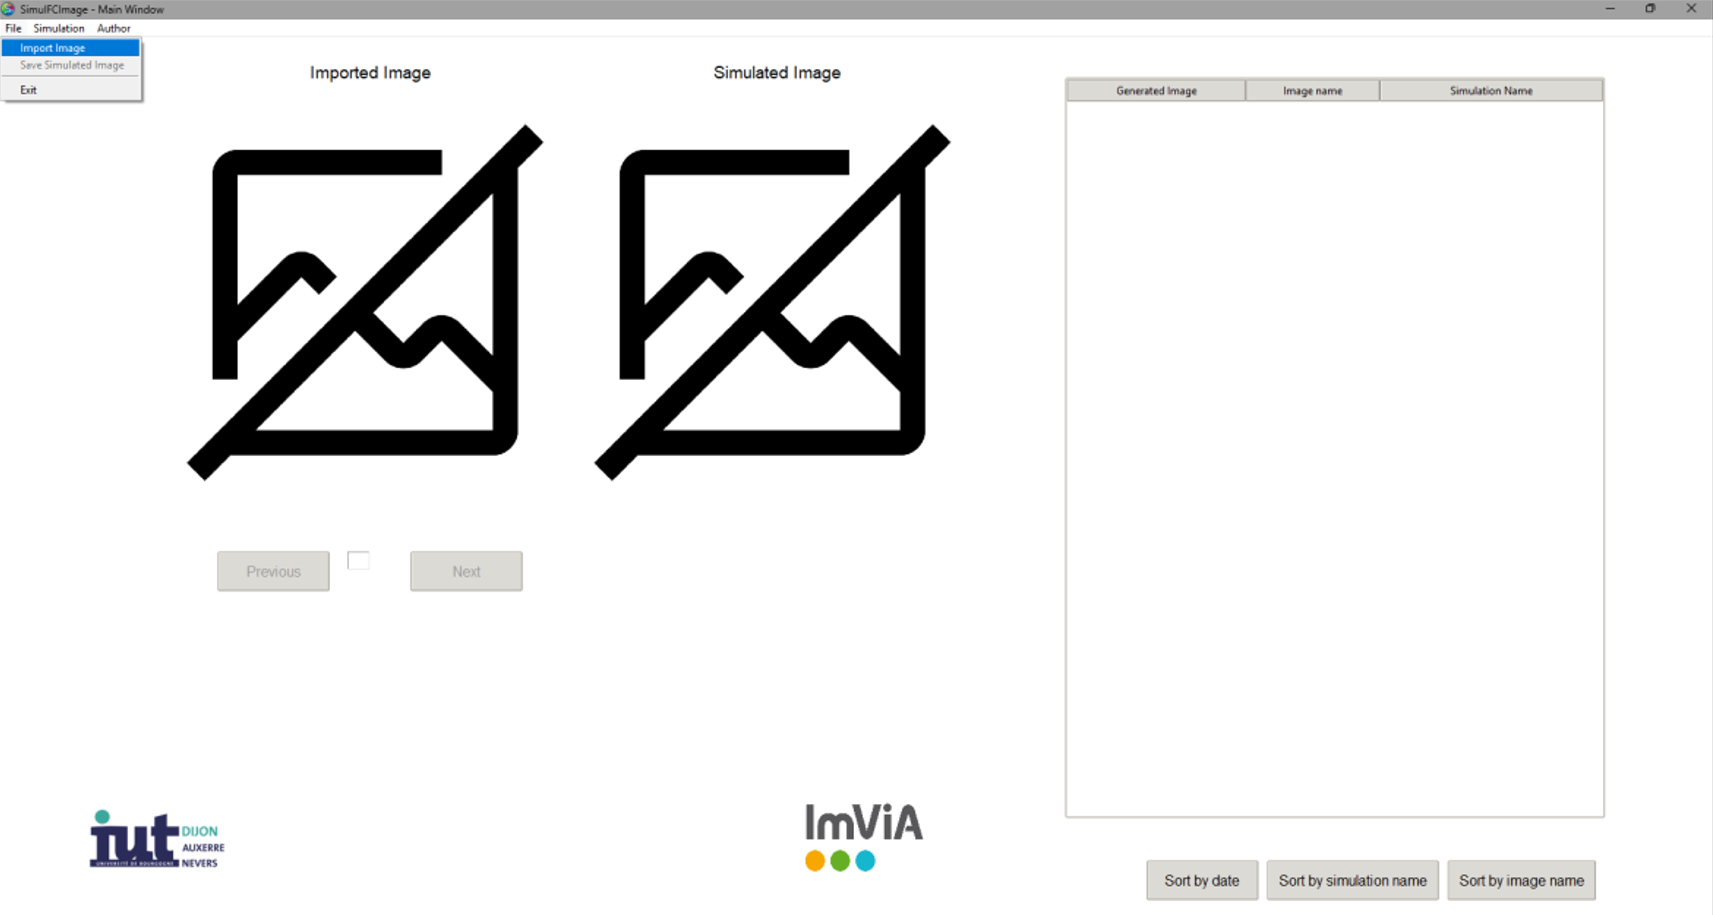 SimulFCImage - Main Window
File Simulation Author
Import Image
Save Simulated Image
Exit
Imported Image
Simulated Image
Generated Image
Image name
Simulation Name
Previous
Next
iut
DIJON
AUXERRE
NEVERS
UNIVERSITÉ DE BOURGOGNE
ImViA
Sort by date
Sort by simulation name
Sort by image name